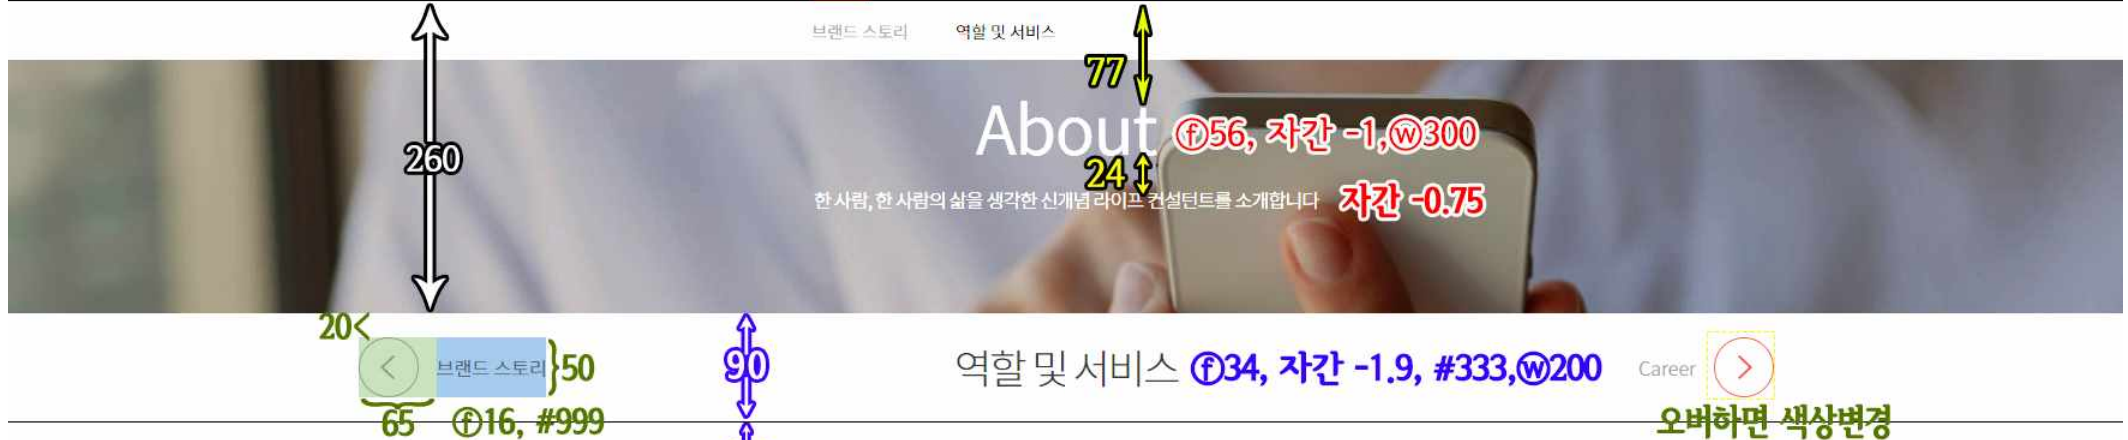 브랜드 스토리 역할 및 서비스
77
About ⓕ56, 자간 -1,ⓦ300
260
24
한 사람, 한 사람의 삶을 생각한 신개념 라이프 컨설턴트를 소개합니다 자간 -0.75
20<
브랜드 스토리}50 90 역할 및 서비스 ⓕ34, 자간 -1.9, #333,ⓦ200 Career
65 ⓕ16, #999 오버하면 색상변경